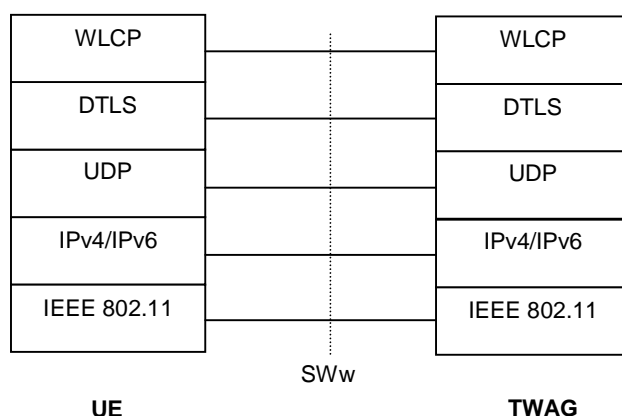 WLCP
DTLS
UDP
IPv4/IPv6
IEEE 802.11
UE
SWw
WLCP
DTLS
UDP
IPv4/IPv6
IEEE 802.11
TWAG